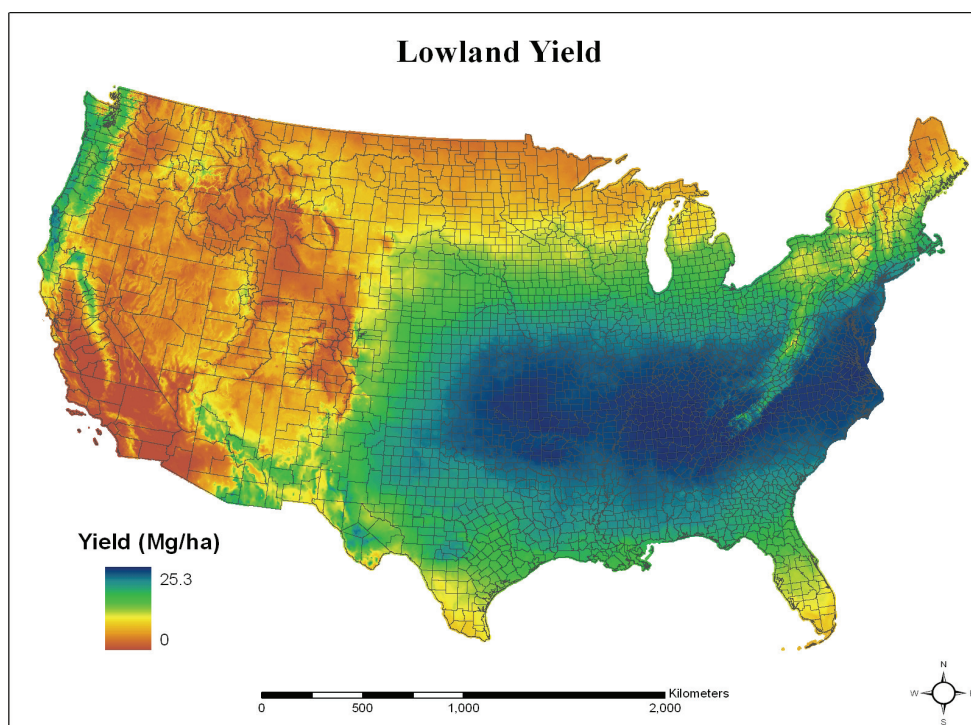 Lowland Yield
Yield (Mg/ha)
25.3
0
Kilometers
0 500 1,000 2,000
N
W E
S